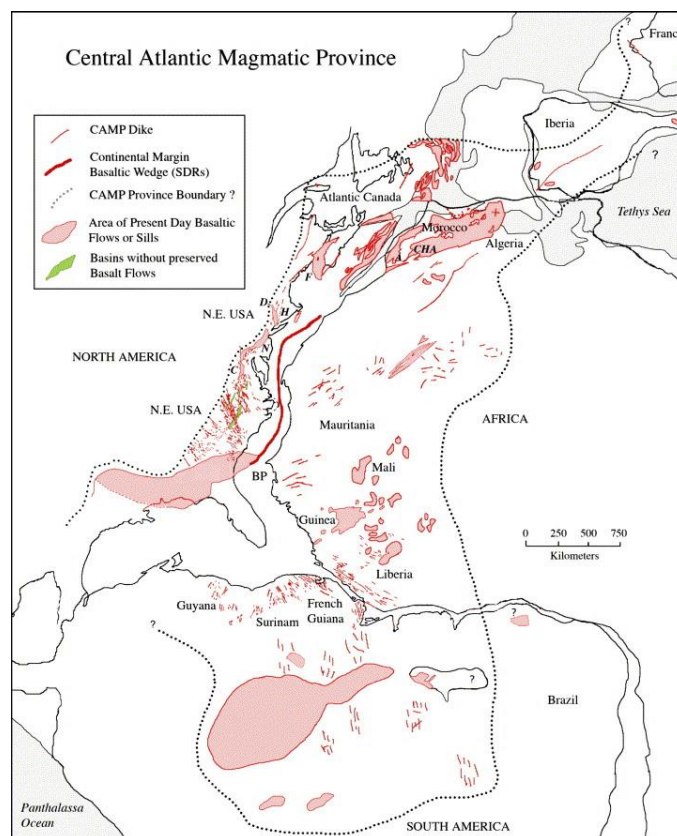 Central Atlantic Magmatic Province
CAMP Dike
Continental Margin
Basaltic Wedge (SDRs)
CAMP Province Boundary ?
Area of Present Day Basaltic
Flows or Sills
Basins without preserved
Basalt Flows
?
Franc
Iberia
?
Tethys Sea
Atlantic Canada
Morocco
Algeria
CHA
A
F
D
H
N.E. USA
N
NORTH AMERICA
C
N.E. USA
AFRICA
Mauritania
BP
Mali
Guinea
0 250 500 750
Kilometers
Liberia
Guyana
Surinam
French
Guiana
?
?
?
Brazil
Panthalassa
Ocean
SOUTH AMERICA